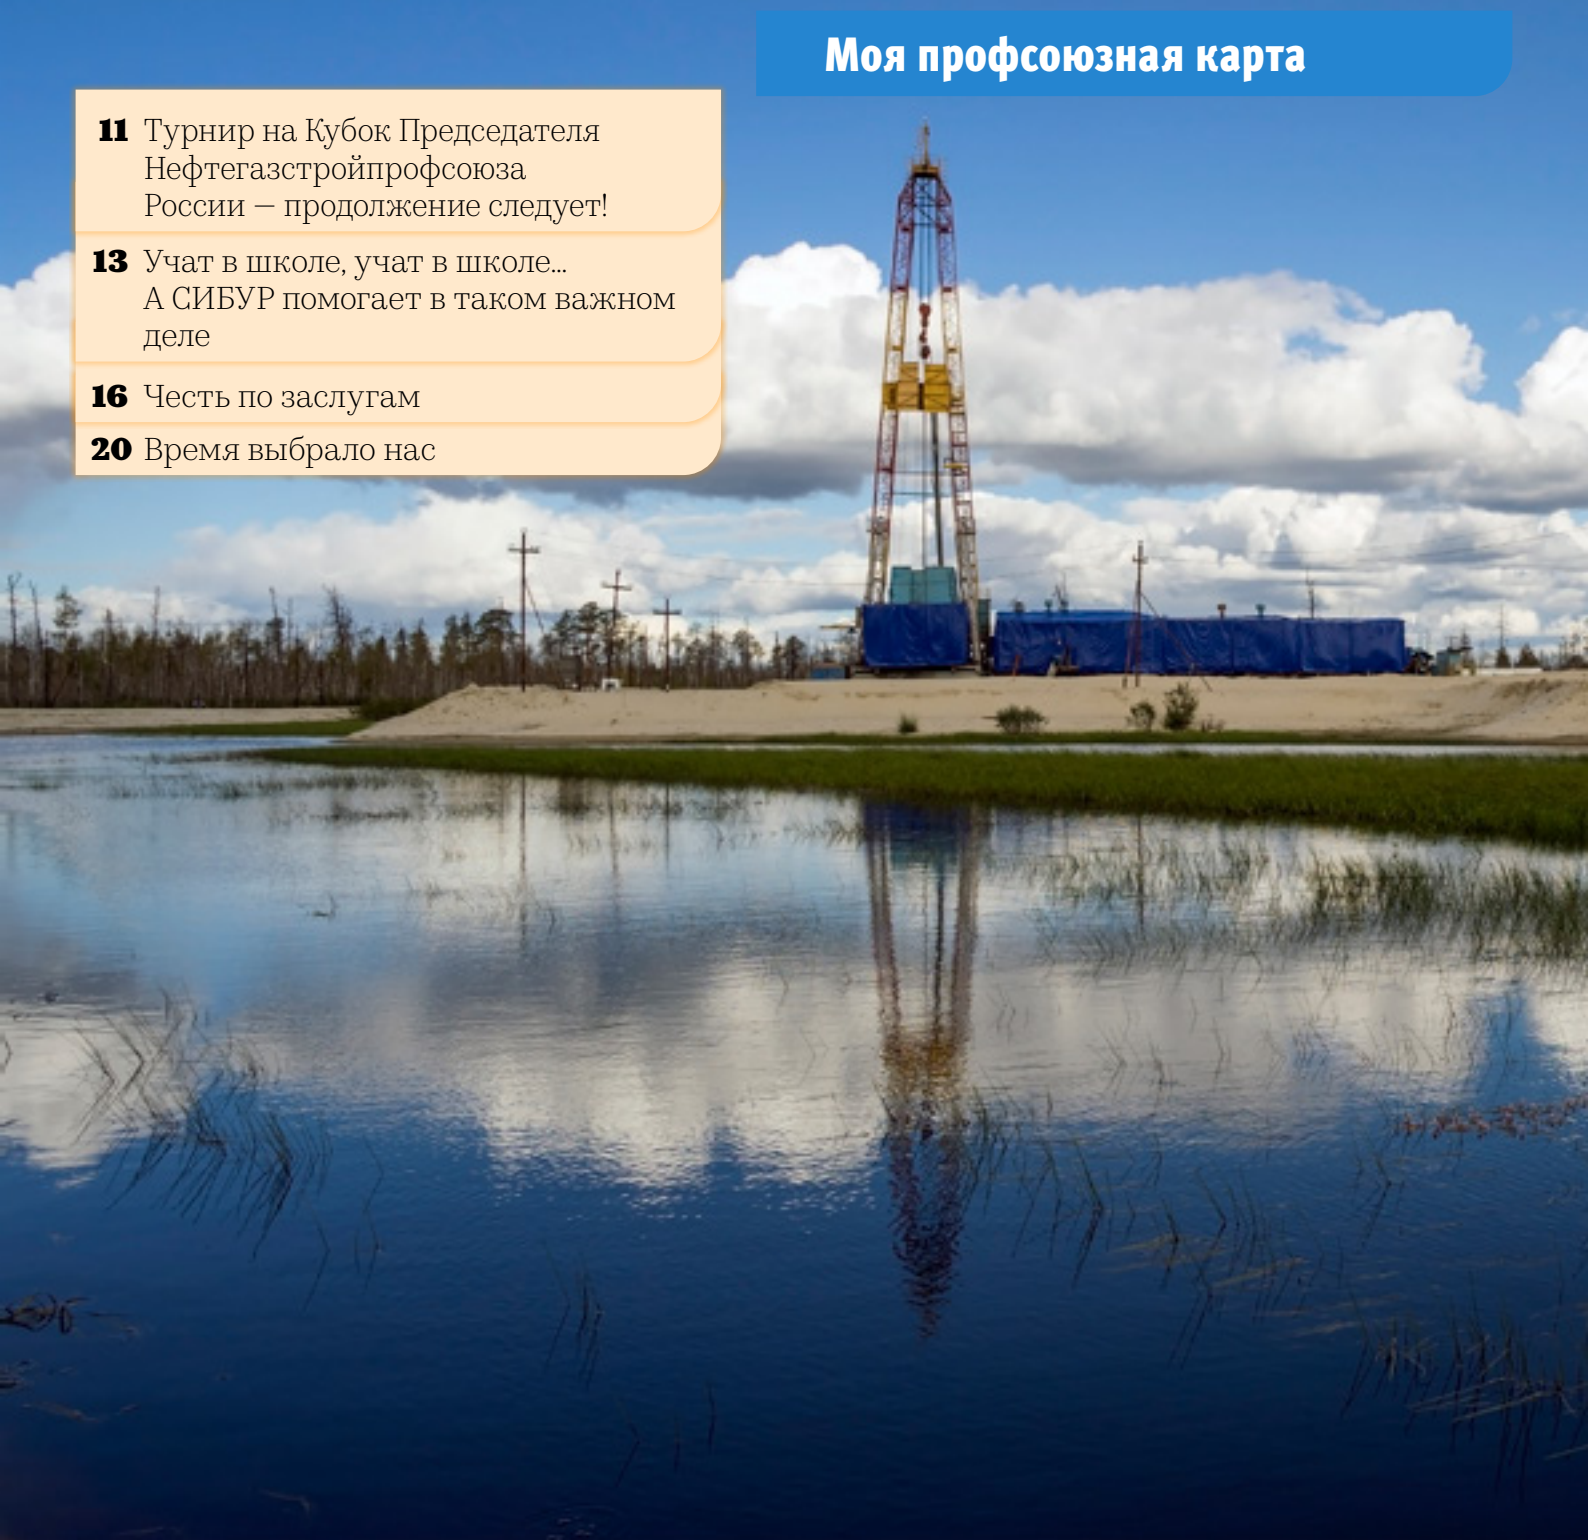 Моя профсоюзная карта
11 Турнир на Кубок Председателя
Нефтегазстройпрофсоюза
России — продолжение следует!
13 Учат в школе, учат в школе...
А СИБУР помогает в таком важном
деле
16 Честь по заслугам
20 Время выбрало нас